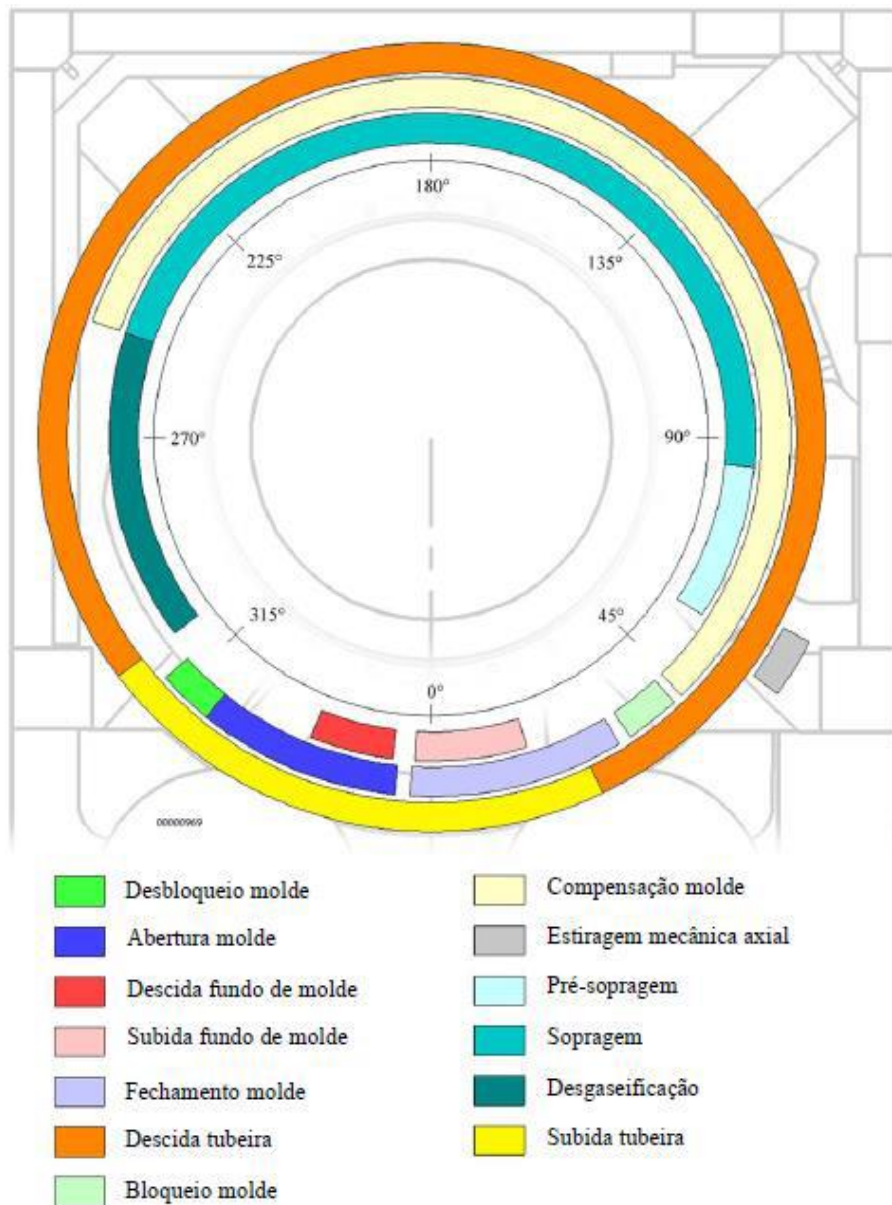 180°
225°
135°
270°
90°
315°
45°
0°
00000969
Desbloqueio molde
Abertura molde
Descida fundo de molde
Subida fundo de molde
Fechamento molde
Descida tubeira
Bloqueio molde
Compensação molde
Estiragem mecânica axial
Pré-sopragem
Sopragem
Desgaseificação
Subida tubeira